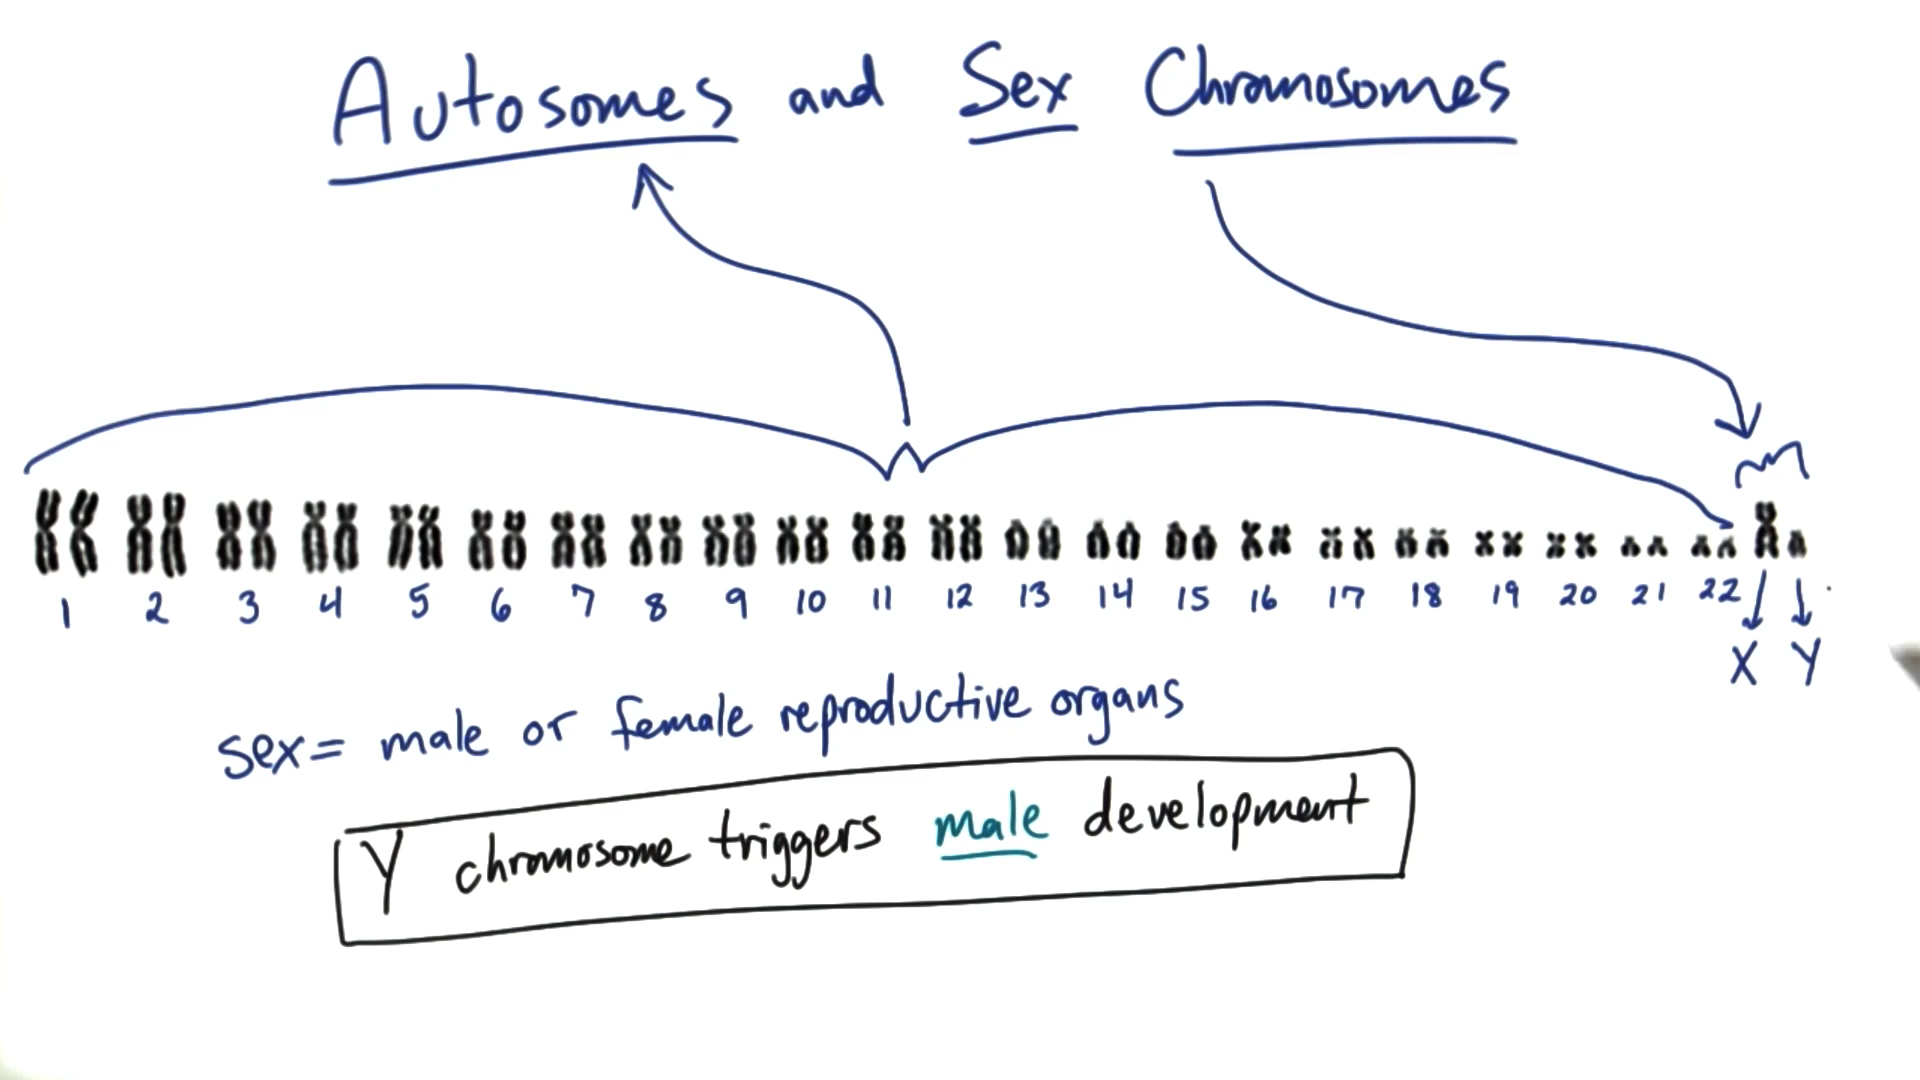 Autosomes and Sex Chromosomes
1 2 3 4 5 6 7 8 9 10 11 12 13 14 15 16 17 18 19 20 21 22
X Y
sex = male or female reproductive organs
Y chromosome triggers male development